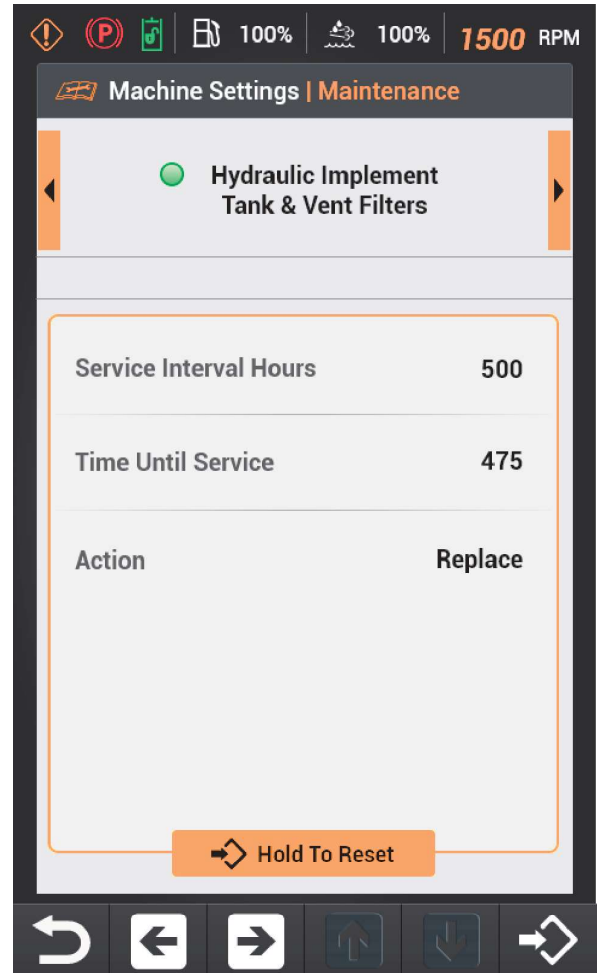 P 100% 100% 1500 RPM
Machine Settings | Maintenance
Hydraulic Implement
Tank & Vent Filters
Service Interval Hours 500
Time Until Service 475
Action Replace
Hold To Reset